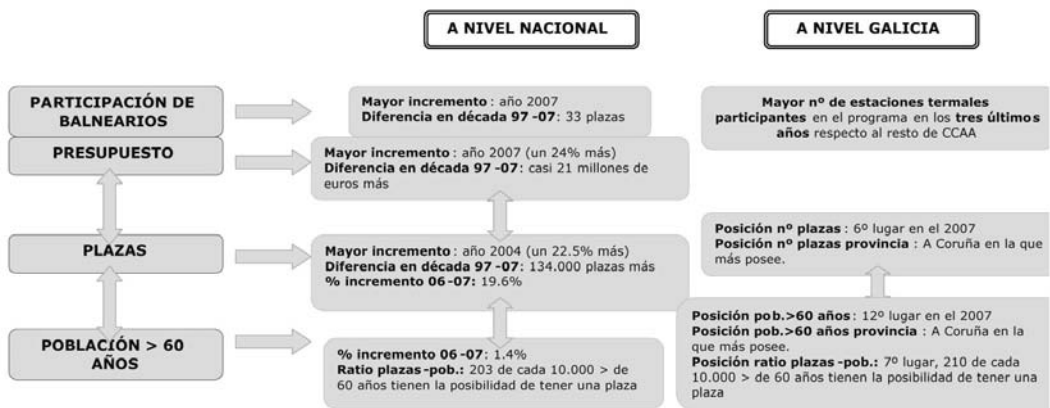 A NIVEL NACIONAL
A NIVEL GALICIA
PARTICIPACIÓN DE
BALNEARIOS
Mayor incremento : año 2007
Diferencia en década 97 -07: 33 plazas
Mayor nº de estaciones termales
participantes en el programa en los tres últimos
años respecto al resto de CCAA
PRESUPUESTO
Mayor incremento : año 2007 (un 24% más)
Diferencia en década 97 -07: casi 21 millones de
euros más
PLAZAS
Mayor incremento : año 2004 (un 22.5% más)
Diferencia en década 97 -07: 134.000 plazas más
% incremento 06 -07: 19.6%
Posición nº plazas : 6º lugar en el 2007
Posición nº plazas provincia : A Coruña en la que
más posee.
POBLACIÓN > 60
AÑOS
% incremento 06 -07: 1.4%
Ratio plazas -pob.: 203 de cada 10.000 > de
60 años tienen la posibilidad de tener una plaza
Posición pob.>60 años : 12º lugar en el 2007
Posición pob.>60 años provincia : A Coruña en la
que más posee.
Posición ratio plazas -pob.: 7º lugar, 210 de cada
10.000 > de 60 años tienen la posibilidad de tener una
plaza